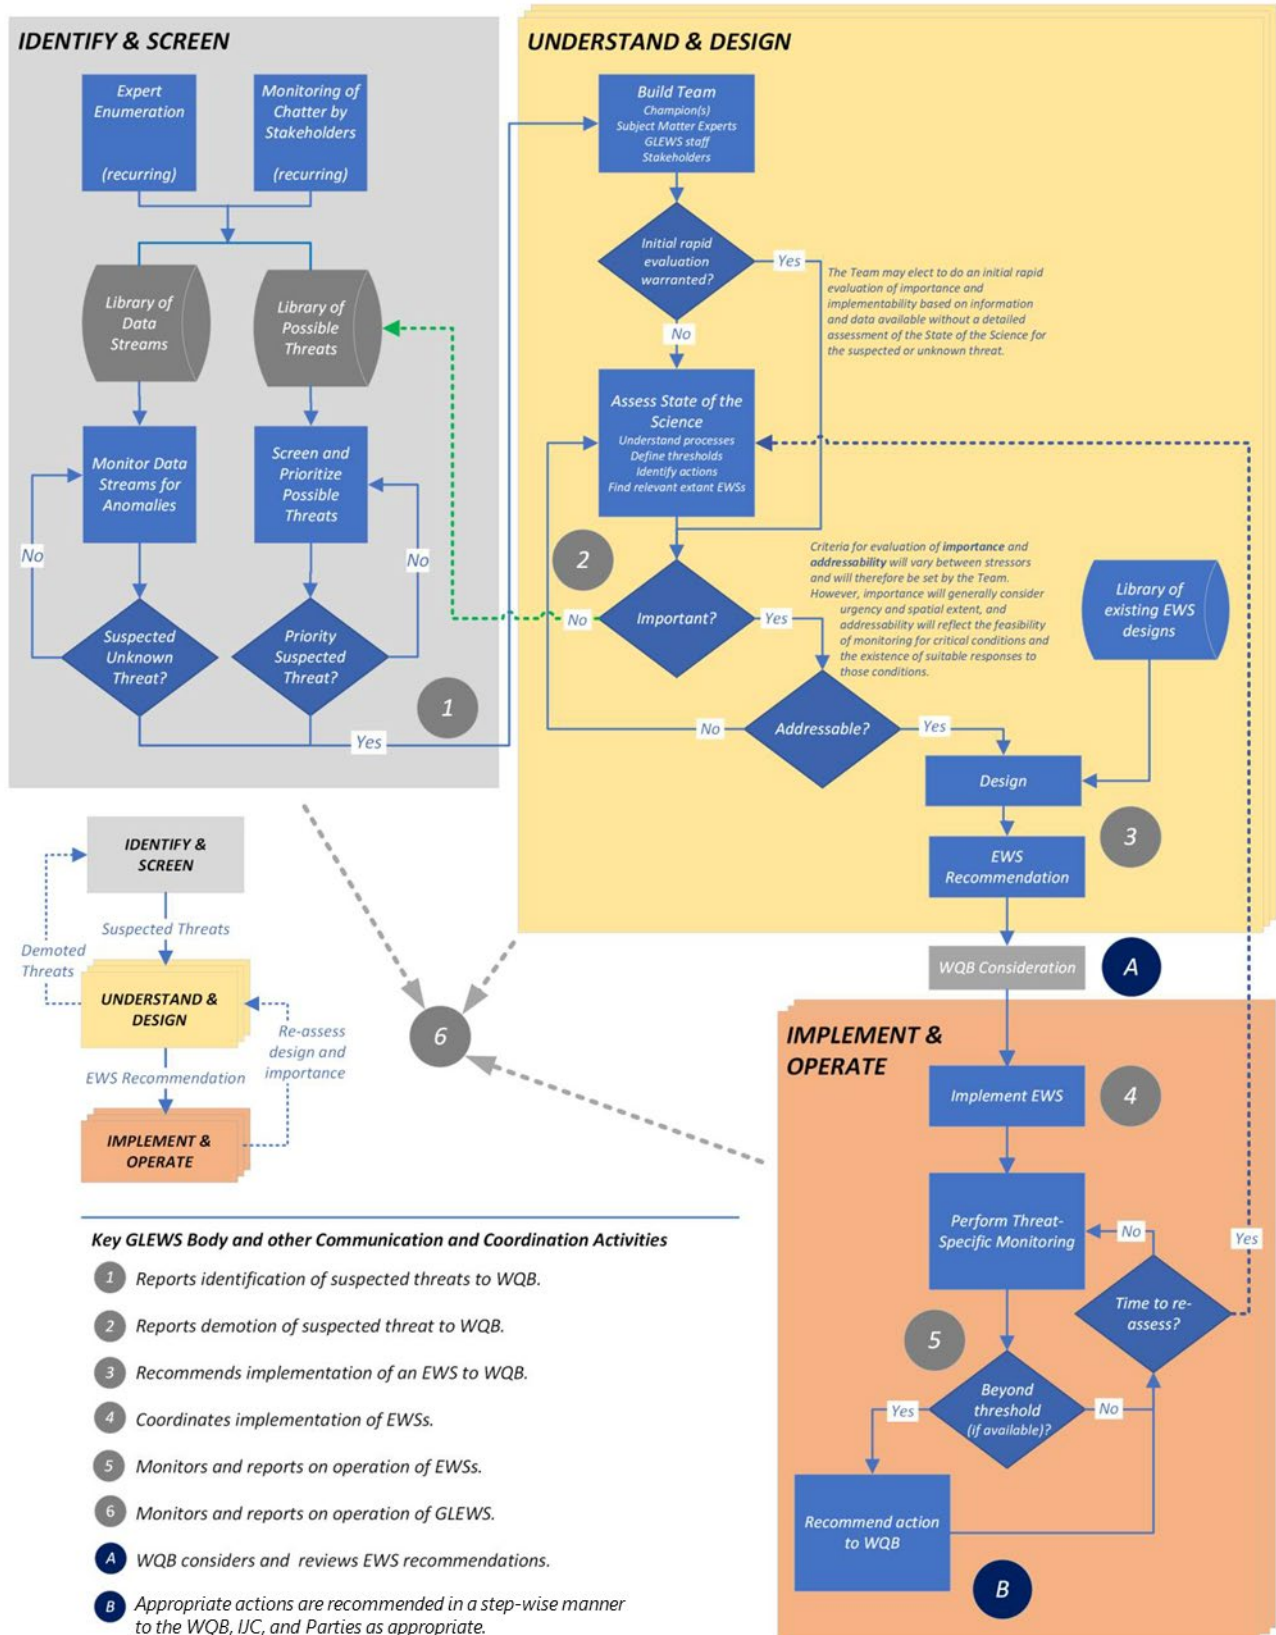 IDENTIFY & SCREEN
Expert
Enumeration
(recurring)
Monitoring of
Chatter by
Stakeholders
(recurring)
Library of
Data
Streams
Library of
Possible
Threats
Monitor Data
Streams for
Anomalies
Screen and
Prioritize
Possible
Threats
No
No
Suspected
Unknown
Threat?
Priority
Suspected
Threat?
1
Yes
UNDERSTAND & DESIGN
Build Team
Champion(s)
Subject Matter Experts
GLEWS staff
Stakeholders
Initial rapid
evaluation
warranted?
Yes
The Team may elect to do an initial rapid
evaluation of importance and
implementability based on information
and data available without a detailed
assessment of the State of the Science for
the suspected or unknown threat.
No
Assess State of the
Science
Understand processes
Define thresholds
Identify actions
Find relevant extant EWSs
2
Criteria for evaluation of importance and
addressability will vary between stressors
and will therefore be set by the Team.
However, importance will generally consider
urgency and spatial extent, and
addressability will reflect the feasibility
of monitoring for critical conditions and
the existence of suitable responses to
those conditions.
No
Important?
Yes
Library of
existing EWS
designs
No
Addressable?
Yes
Design
3
EWS
Recommendation
WQB Consideration
A
IDENTIFY &
SCREEN
Suspected Threats
Demoted
Threats
UNDERSTAND &
DESIGN
Re-assess
design and
importance
EWS Recommendation
IMPLEMENT &
OPERATE
6
IMPLEMENT &
OPERATE
Implement EWS
4
Perform Threat-
Specific Monitoring
No
Yes
Time to re-
assess?
5
Beyond
threshold
(if available)?
Yes
No
Recommend action
to WQB
B
Key GLEWS Body and other Communication and Coordination Activities
1 Reports identification of suspected threats to WQB.
2 Reports demotion of suspected threat to WQB.
3 Recommends implementation of an EWS to WQB.
4 Coordinates implementation of EWSs.
5 Monitors and reports on operation of EWSs.
6 Monitors and reports on operation of GLEWS.
A WQB considers and reviews EWS recommendations.
B Appropriate actions are recommended in a step-wise manner
to the WQB, IJC, and Parties as appropriate.